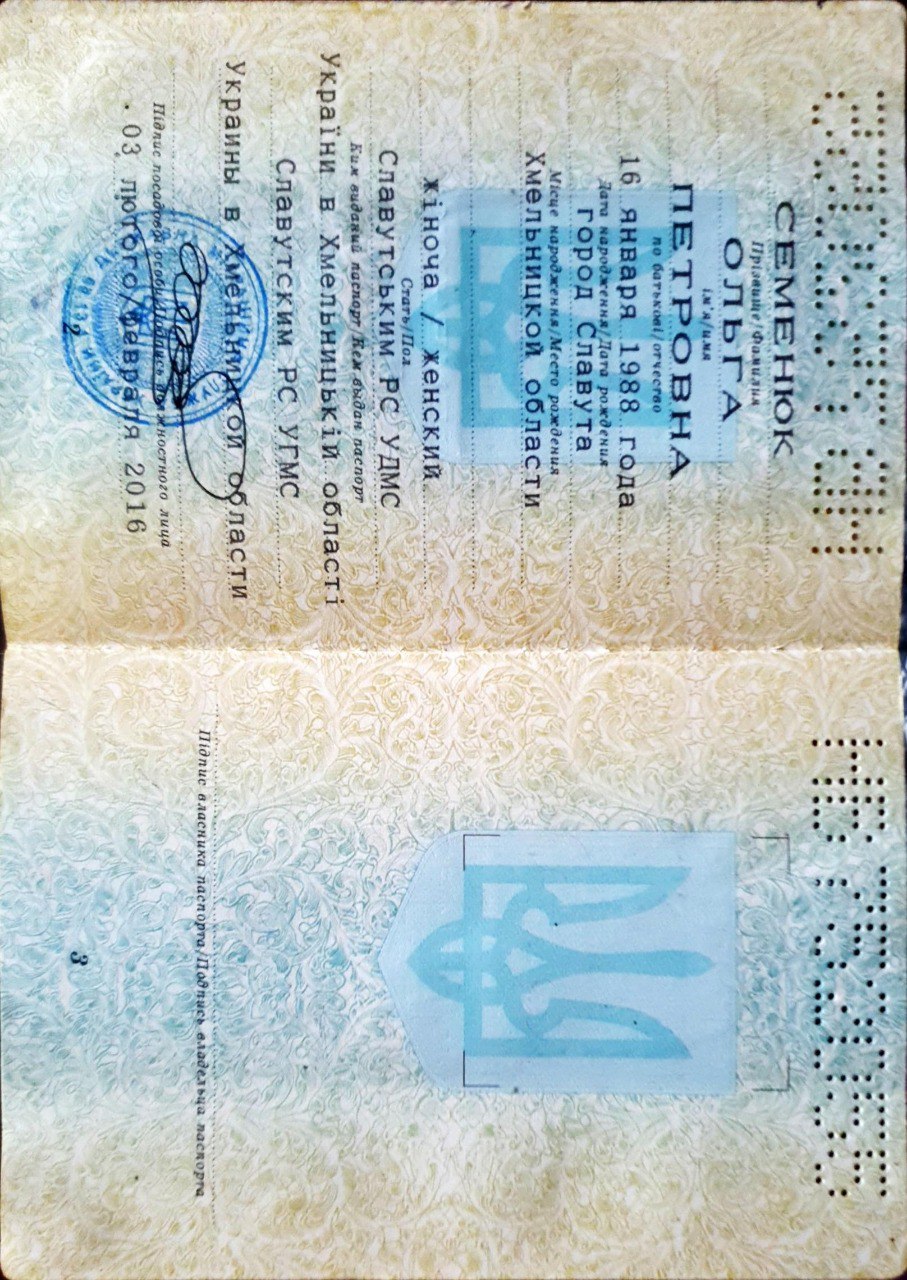 СЕМЕНЮК
Прізвище/Фамилия
ОЛЬГА
ім'я/имя
ПЕТРОВНА
по батькові/отчество
16 января 1988 года
Дата народження/Дата рождения
город Славута
Місце народження/Место рождения
Хмельницкой области
жіноча / женский
Стать/Пол
Славутським РС УДМС
Ким виданий паспорт/Кем выдан паспорт
України в Хмельницькій області
Славутским РС УГМС
Украины в Хмельницкой области
Підпис посадової особи/Подпись должностного лица
03 лютого/февраля 2016
2
Підпис власника паспорта/Подпись владельца паспорта
3